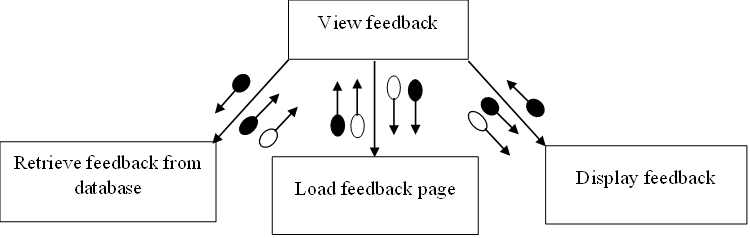 View feedback
Retrieve feedback from
database
Load feedback page
Display feedback